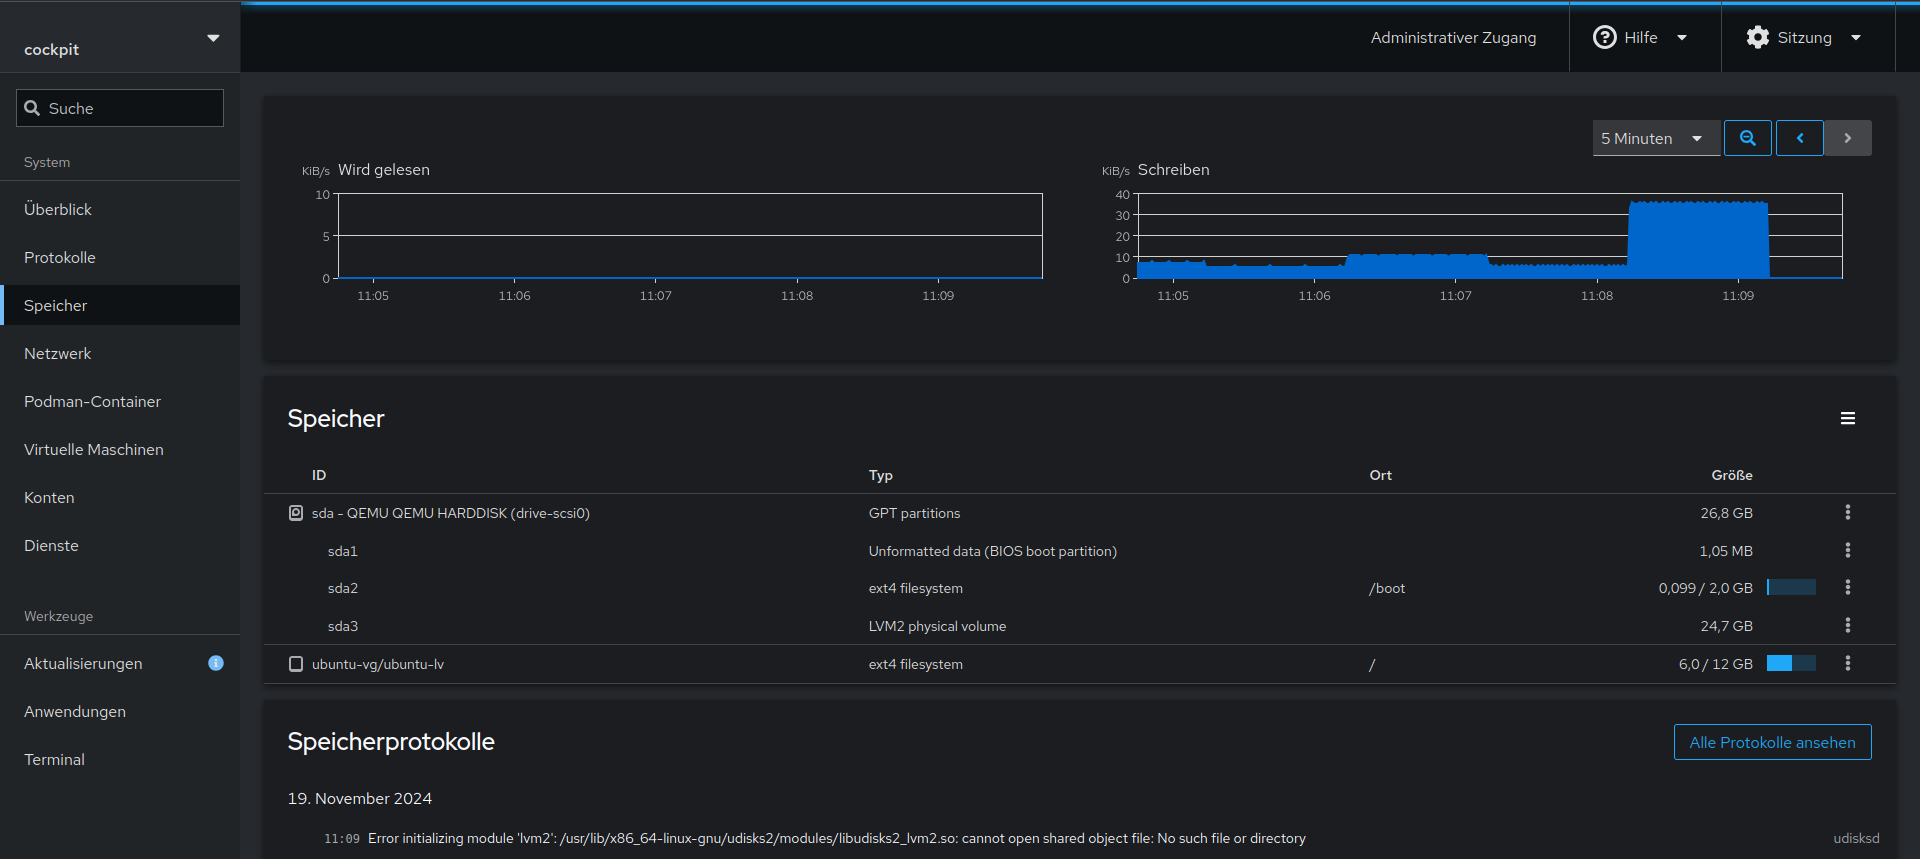 cockpit
Administrativer Zugang
Hilfe
Sitzung
Suche
System
Überblick
Protokolle
Speicher
Netzwerk
Podman-Container
Virtuelle Maschinen
Konten
Dienste
Werkzeuge
Aktualisierungen
Anwendungen
Terminal
5 Minuten
KiB/s Wird gelesen
10
5
0
11:05 11:06 11:07 11:08 11:09
KiB/s Schreiben
40
30
20
10
0
11:05 11:06 11:07 11:08 11:09
Speicher
ID Typ Ort Größe
sda - QEMU QEMU HARDDISK (drive-scsi0) GPT partitions 26,8 GB
sda1 Unformatted data (BIOS boot partition) 1,05 MB
sda2 ext4 filesystem /boot 0,099 / 2,0 GB
sda3 LVM2 physical volume 24,7 GB
ubuntu-vg/ubuntu-lv ext4 filesystem / 6,0 / 12 GB
Speicherprotokolle
Alle Protokolle ansehen
19. November 2024
11:09 Error initializing module 'lvm2': /usr/lib/x86_64-linux-gnu/udisks2/modules/libudisks2_lvm2.so: cannot open shared object file: No such file or directory udisksd